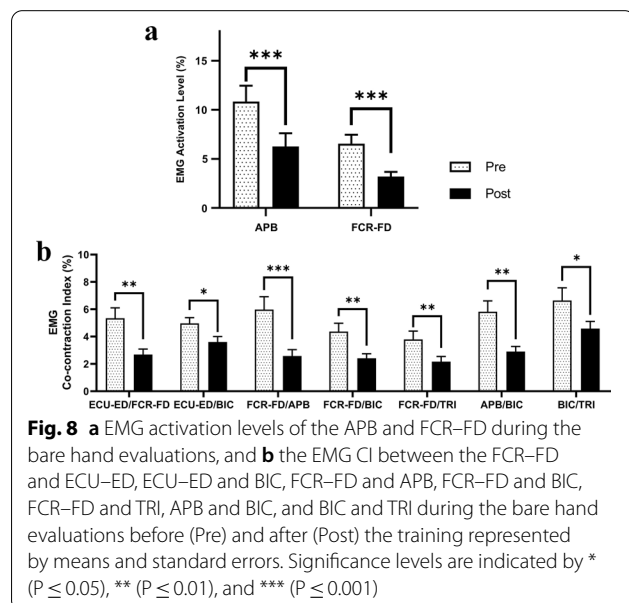 a
EMG Activation Level (%)
15
10
5
0
***
***
APB
FCR-FD
Pre
Post
b
EMG
Co-contraction Index (%)
10
8
6
4
2
0
**
*
***
**
**
**
*
ECU-ED/FCR-FD ECU-ED/BIC FCR-FD/APB FCR-FD/BIC FCR-FD/TRI APB/BIC BIC/TRI
Fig. 8 a EMG activation levels of the APB and FCR–FD during the
bare hand evaluations, and b the EMG CI between the FCR–FD
and ECU–ED, ECU–ED and BIC, FCR–FD and APB, FCR–FD and BIC,
FCR–FD and TRI, APB and BIC, and BIC and TRI during the bare hand
evaluations before (Pre) and after (Post) the training represented
by means and standard errors. Significance levels are indicated by *
(P ≤ 0.05), ** (P ≤ 0.01), and *** (P ≤ 0.001)